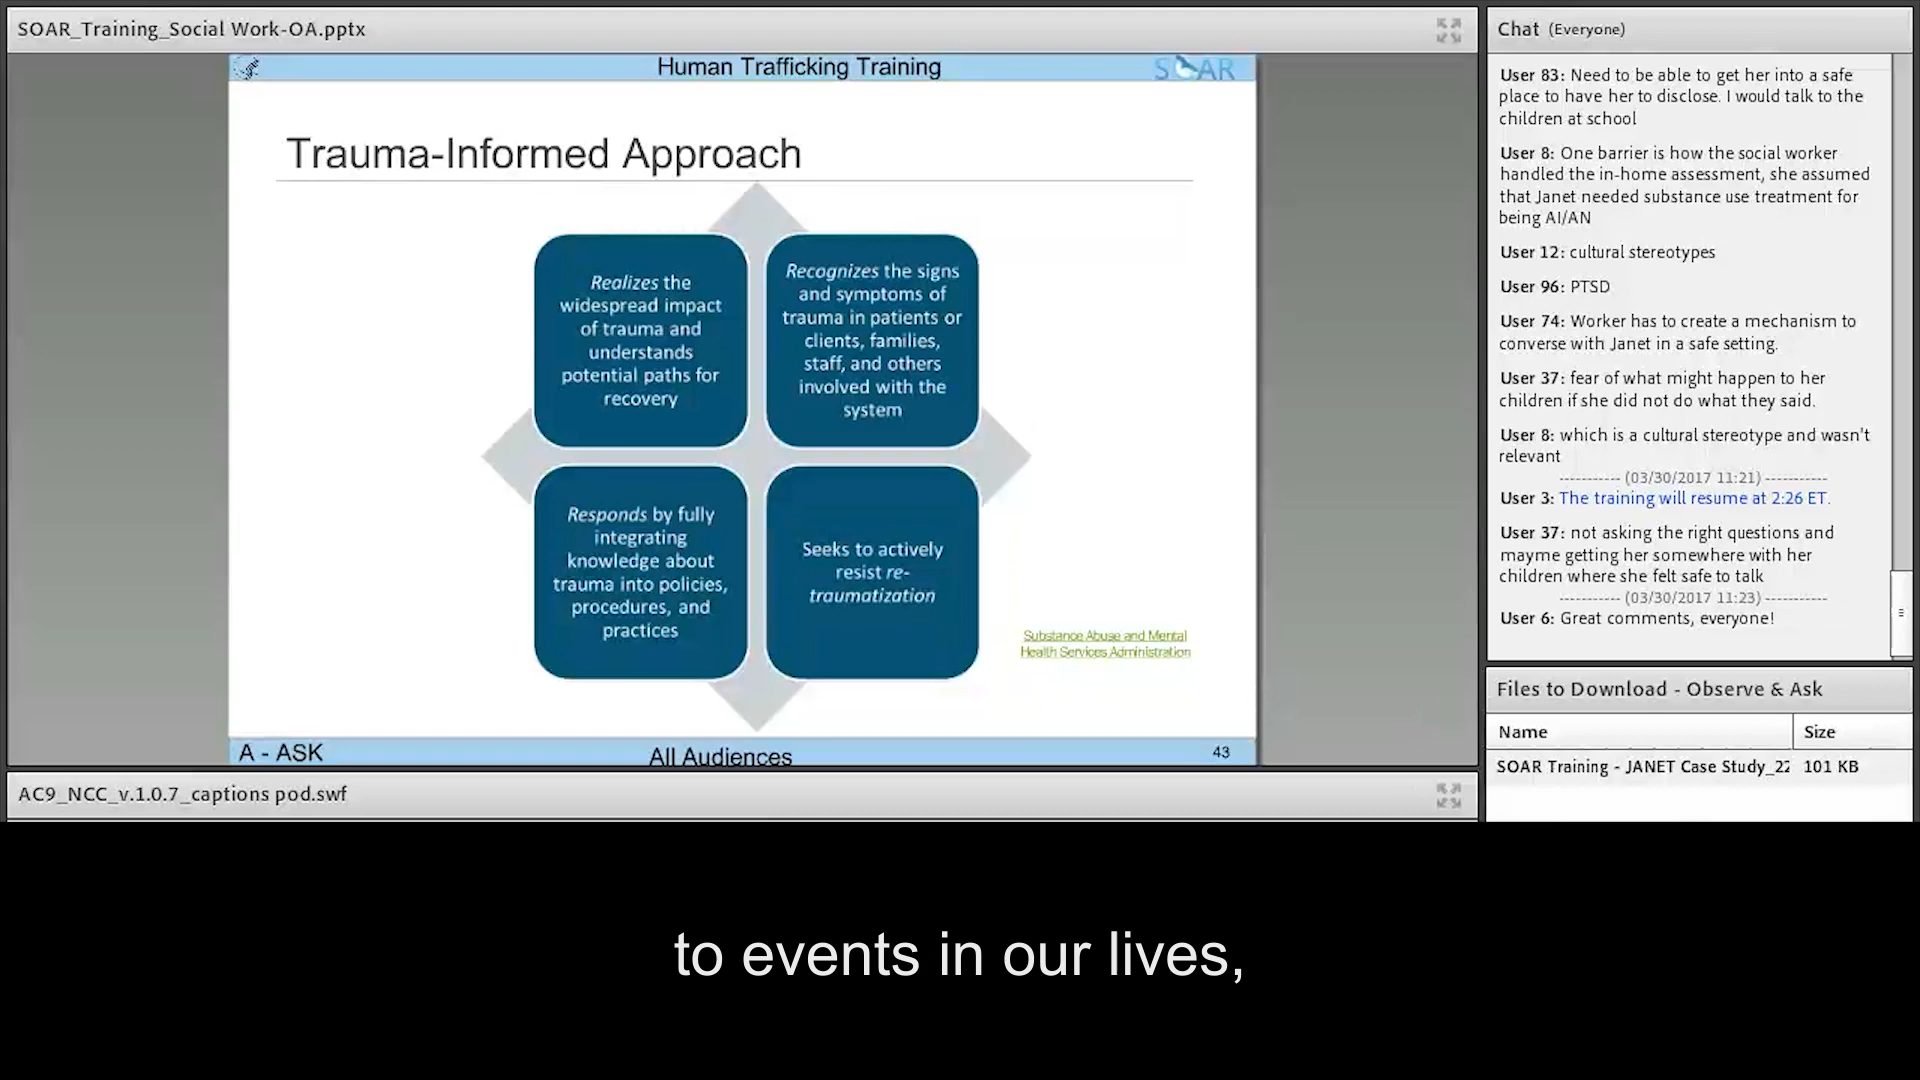 SOAR_Training_Social Work-OA.pptx
Human Trafficking Training
SOAR
Trauma-Informed Approach
Realizes the
widespread impact
of trauma and
understands
potential paths for
recovery
Recognizes the signs
and symptoms of
trauma in patients or
clients, families,
staff, and others
involved with the
system
Responds by fully
integrating
knowledge about
trauma into policies,
procedures, and
practices
Seeks to actively
resist re-
traumatization
Substance Abuse and Mental
Health Services Administration
A - ASK
All Audiences
43
AC9_NCC_v.1.0.7_captions pod.swf
to events in our lives,
Chat (Everyone)
User 83: Need to be able to get her into a safe
place to have her to disclose. I would talk to the
children at school
User 8: One barrier is how the social worker
handled the in-home assessment, she assumed
that Janet needed substance use treatment for
being AI/AN
User 12: cultural stereotypes
User 96: PTSD
User 74: Worker has to create a mechanism to
converse with Janet in a safe setting.
User 37: fear of what might happen to her
children if she did not do what they said.
User 8: which is a cultural stereotype and wasn't
relevant
----------- (03/30/2017 11:21) -----------
User 3: The training will resume at 2:26 ET.
User 37: not asking the right questions and
mayme getting her somewhere with her
children where she felt safe to talk
----------- (03/30/2017 11:23) -----------
User 6: Great comments, everyone!
Files to Download - Observe & Ask
Name Size
SOAR Training - JANET Case Study_22 101 KB